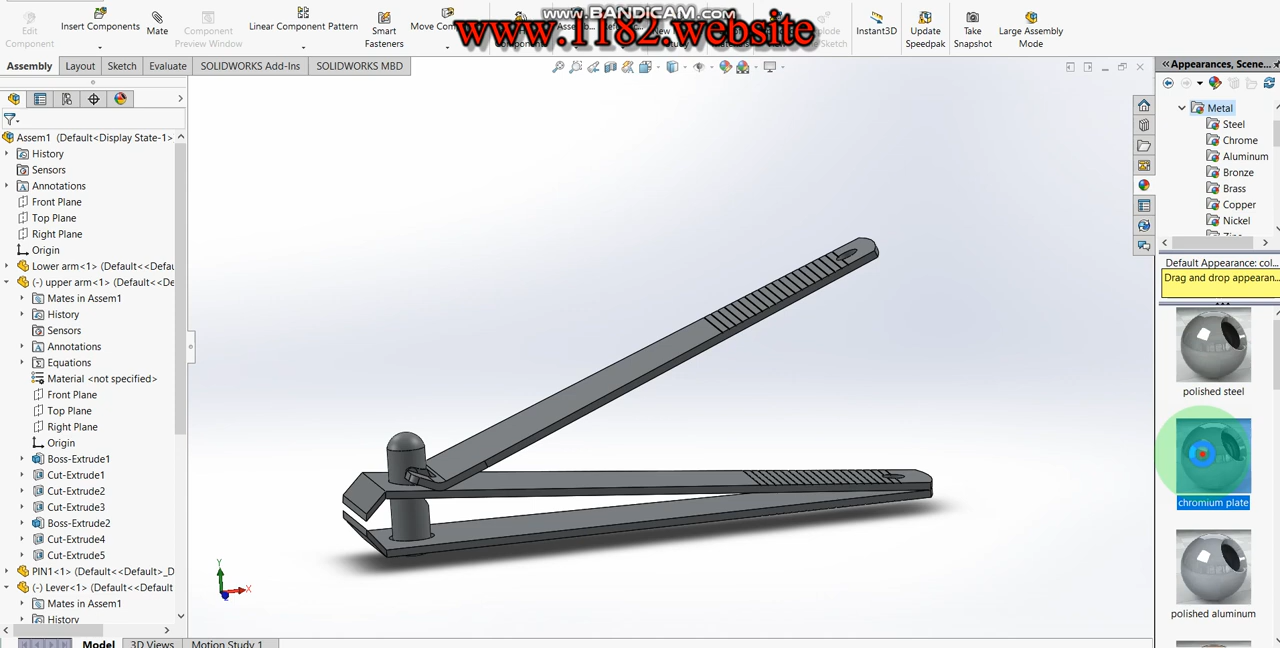 www.BANDICAM.com
www.1182.website
Edit Component
Insert Components
Mate
Component Preview Window
Linear Component Pattern
Smart Fasteners
Move Co
Instant3D
Update Speedpak
Take Snapshot
Large Assembly Mode
Assembly
Layout
Sketch
Evaluate
SOLIDWORKS Add-Ins
SOLIDWORKS MBD
Appearances, Scene...
Assem1 (Default<Display State-1>
History
Sensors
Annotations
Front Plane
Top Plane
Right Plane
Origin
Lower arm<1> (Default<<Defau
(-) upper arm<1> (Default<<De
Mates in Assem1
History
Sensors
Annotations
Equations
Material <not specified>
Front Plane
Top Plane
Right Plane
Origin
Boss-Extrude1
Cut-Extrude1
Cut-Extrude2
Cut-Extrude3
Boss-Extrude2
Cut-Extrude4
Cut-Extrude5
PIN1<1> (Default<<Default>_D
(-) Lever<1> (Default<<Default
Mates in Assem1
History
Y
X
Metal
Steel
Chrome
Aluminum
Bronze
Brass
Copper
Nickel
Default Appearance: col...
Drag and drop appearan...
polished steel
chromium plate
polished aluminum
Model
3D Views
Motion Study 1